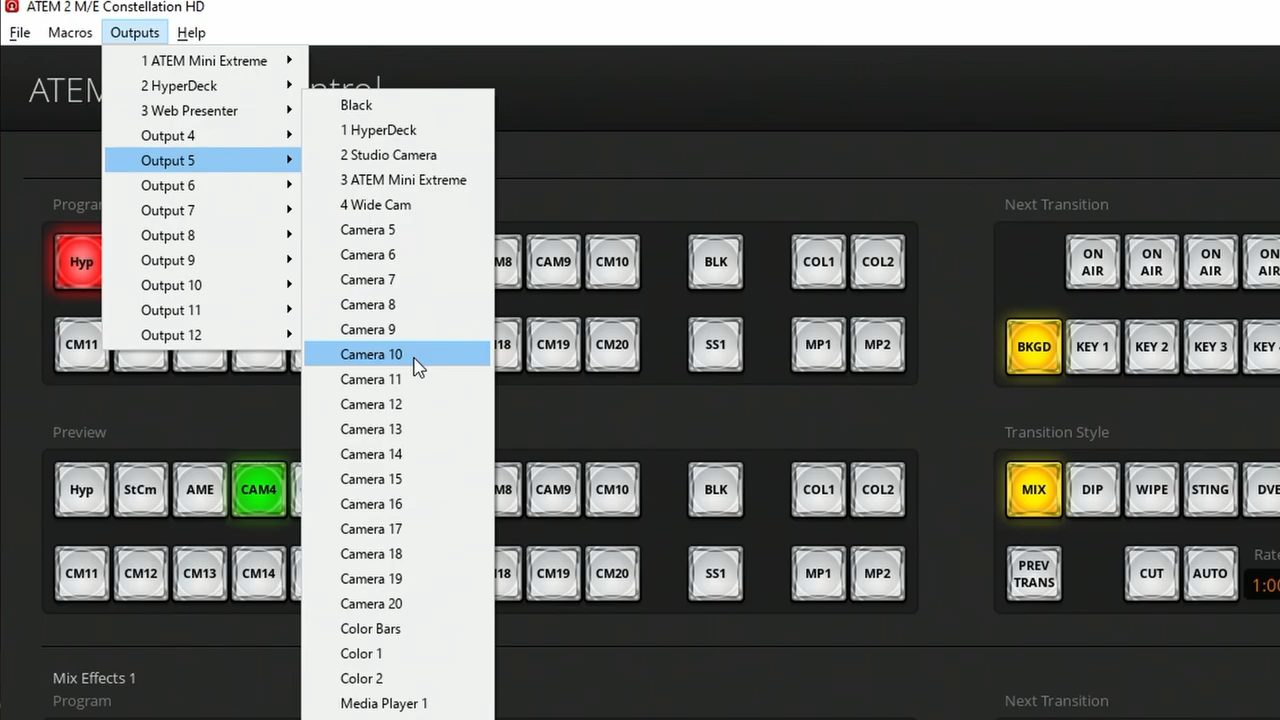 ATEM 2 M/E Constellation HD
File Macros Outputs Help
1 ATEM Mini Extreme
2 HyperDeck
3 Web Presenter
Output 4
Output 5
Output 6
Output 7
Output 8
Output 9
Output 10
Output 11
Output 12
Black
1 HyperDeck
2 Studio Camera
3 ATEM Mini Extreme
4 Wide Cam
Camera 5
Camera 6
Camera 7
Camera 8
Camera 9
Camera 10
Camera 11
Camera 12
Camera 13
Camera 14
Camera 15
Camera 16
Camera 17
Camera 18
Camera 19
Camera 20
Color Bars
Color 1
Color 2
Media Player 1
ATEM
Hyp CAM9 CM10 BLK COL1 COL2
CM11 CM19 CM20 SS1 MP1 MP2
Next Transition
ON AIR ON AIR ON AIR
BKGD KEY 1 KEY 2 KEY 3 KEY
Preview
Hyp StCm AME CAM4 CAM9 CM10 BLK COL1 COL2
CM11 CM12 CM13 CM14 CM19 CM20 SS1 MP1 MP2
Transition Style
MIX DIP WIPE STING DVE
PREV TRANS CUT AUTO
Mix Effects 1
Program
Next Transition